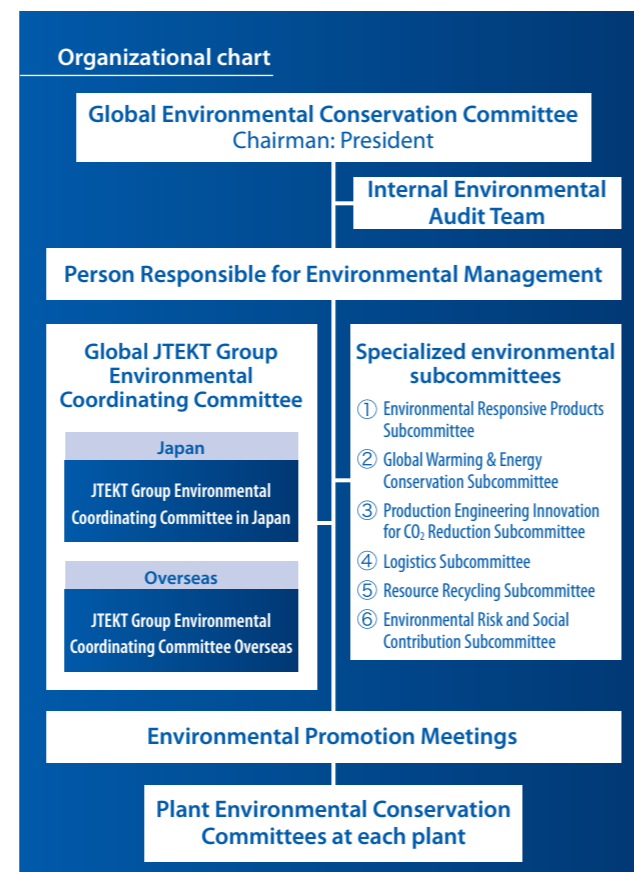 Organizational chart
Global Environmental Conservation Committee
Chairman: President
Internal Environmental
Audit Team
Person Responsible for Environmental Management
Global JTEKT Group
Environmental
Coordinating Committee
Japan
JTEKT Group Environmental
Coordinating Committee in Japan
Overseas
JTEKT Group Environmental
Coordinating Committee Overseas
Specialized environmental
subcommittees
① Environmental Responsive Products
Subcommittee
② Global Warming & Energy
Conservation Subcommittee
③ Production Engineering Innovation
for CO₂ Reduction Subcommittee
④ Logistics Subcommittee
⑤ Resource Recycling Subcommittee
⑥ Environmental Risk and Social
Contribution Subcommittee
Environmental Promotion Meetings
Plant Environmental Conservation
Committees at each plant